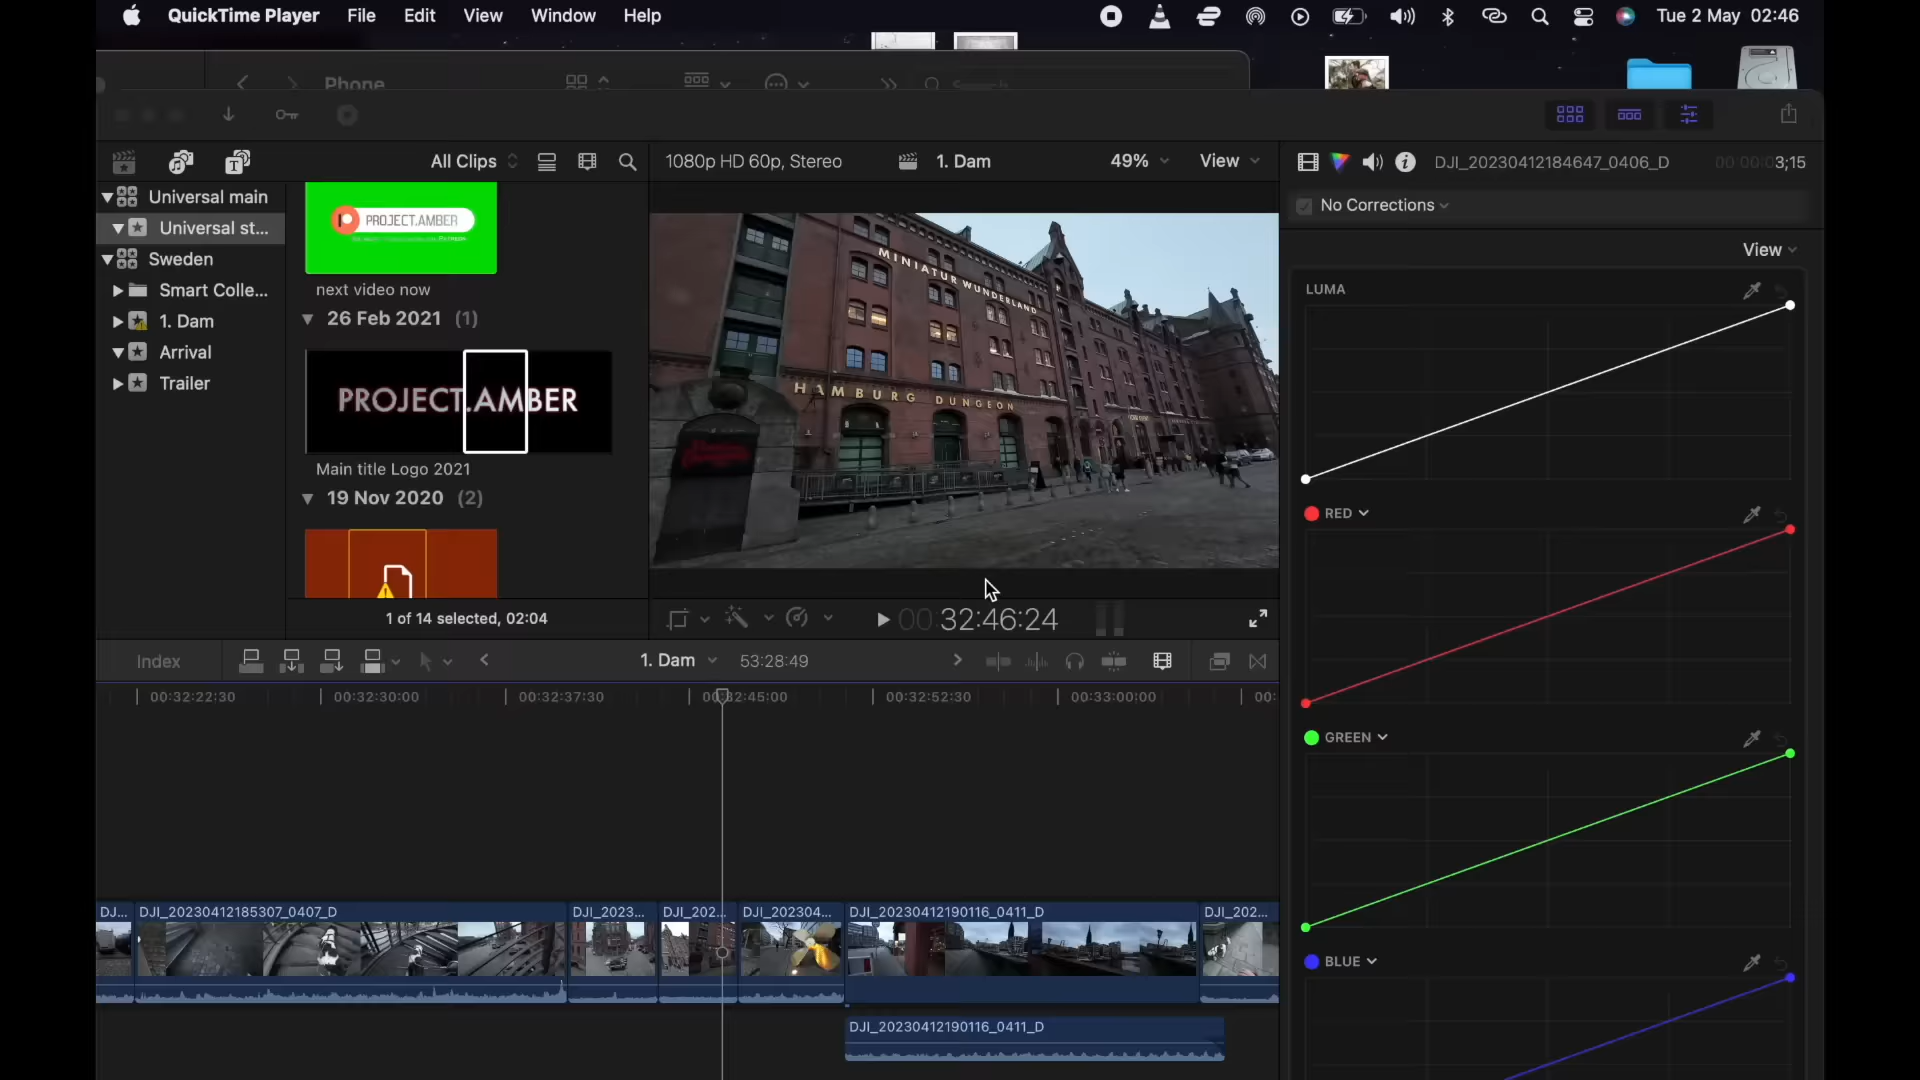 QuickTime Player File Edit View Window Help Tue 2 May 02:46
Phone Search
All Clips 1080p HD 60p, Stereo 1. Dam 49% View DJI_20230412184647_0406_D 00:00:03;15
Universal main
Universal st...
Sweden
Smart Colle...
1. Dam
Arrival
Trailer
PROJECT.AMBER
next video now
26 Feb 2021 (1)
PROJECT.AMBER
Main title Logo 2021
19 Nov 2020 (2)
1 of 14 selected, 02:04
MINIATUR WUNDERLAND
HAMBURG DUNGEON
00:32:46:24
No Corrections
View
LUMA
RED
GREEN
BLUE
Index 1. Dam 53:28:49
00:32:22:30 00:32:30:00 00:32:37:30 00:32:45:00 00:32:52:30 00:33:00:00 00:
DJ... DJI_20230412185307_0407_D DJI_2023... DJI_202... DJI_202304... DJI_20230412190116_0411_D DJI_202...
DJI_20230412190116_0411_D